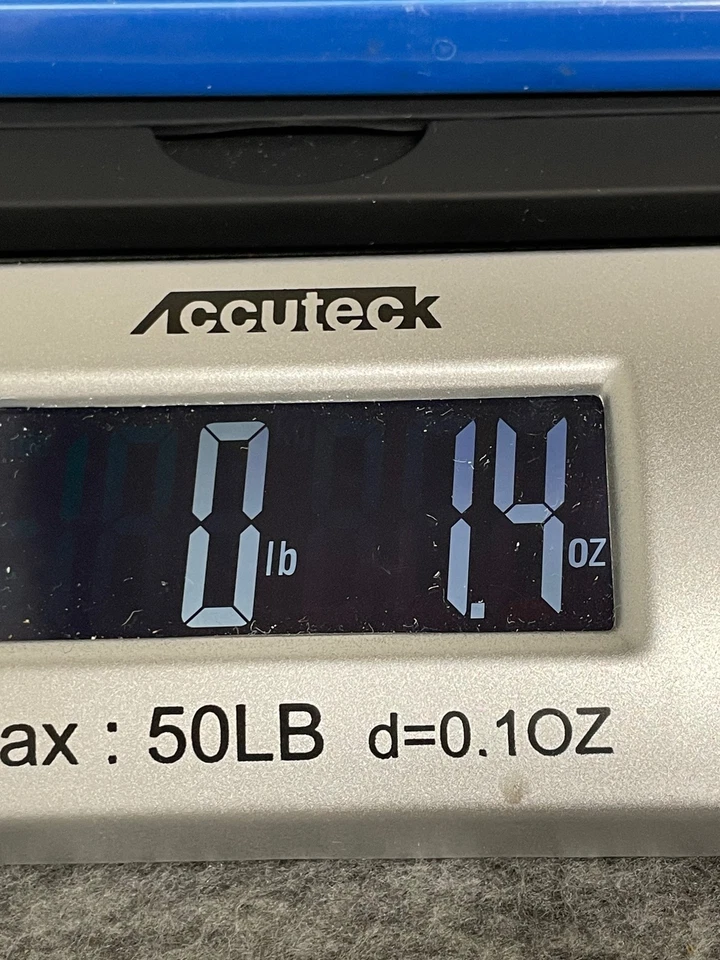 Accuteck
0 lb 1.4 oz
ax : 50LB d=0.1OZ